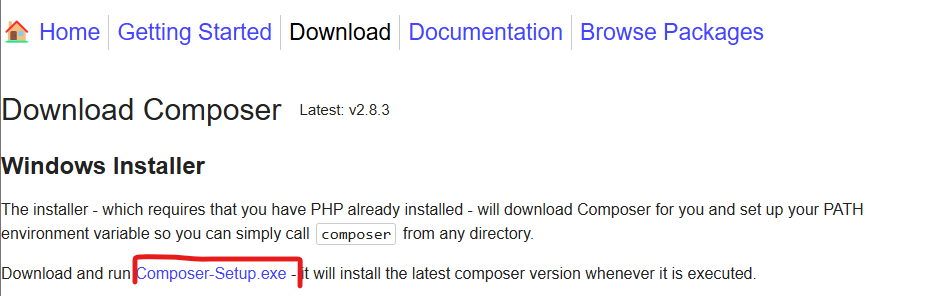 Home Getting Started Download Documentation Browse Packages
Download Composer Latest: v2.8.3
Windows Installer
The installer - which requires that you have PHP already installed - will download Composer for you and set up your PATH
environment variable so you can simply call composer from any directory.
Download and run Composer-Setup.exe - it will install the latest composer version whenever it is executed.